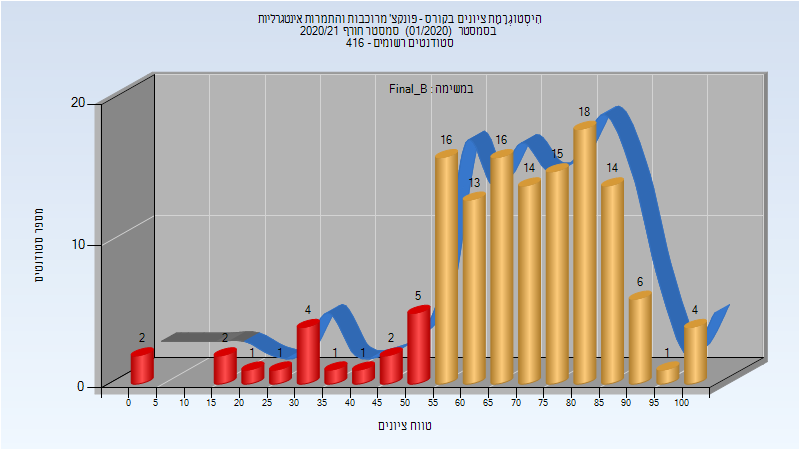 היסטוגרמת ציונים בקורס - פונקצ' מרוכבות והתמרות אינטגרליות
בסמסטר (01/2020) סמסטר חורף 2020/21
סטודנטים רשומים - 416
במשימה : Final_B
מספר סטודנטים
20
10
0
2 2 1 1 4 1 1 2 5 16 13 16 14 15 18 14 6 1 4
0 5 10 15 20 25 30 35 40 45 50 55 60 65 70 75 80 85 90 95 100
טווח ציונים